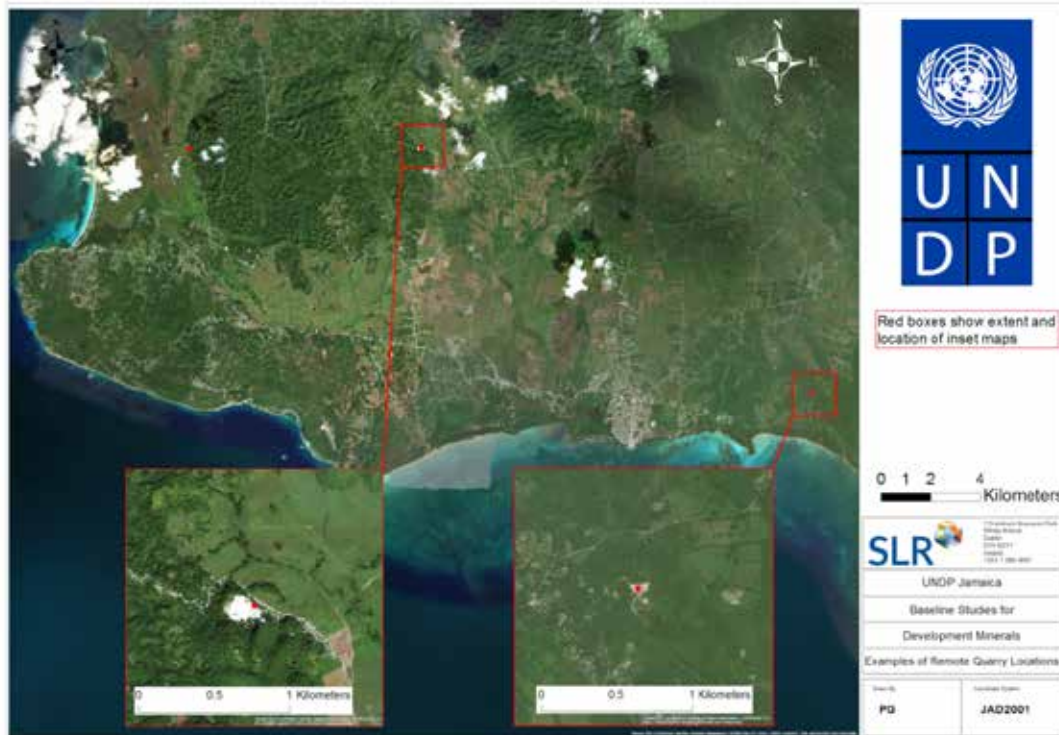 N
W E
S
U N
D P
Red boxes show extent and
location of inset maps
0 1 2 4
Kilometers
SLR
UNDP Jamaica
Baseline Studies for
Development Minerals
Examples of Remote Quarry Locations
PG
JAD2001
0 0.5 1 Kilometers
0 0.5 1 Kilometers